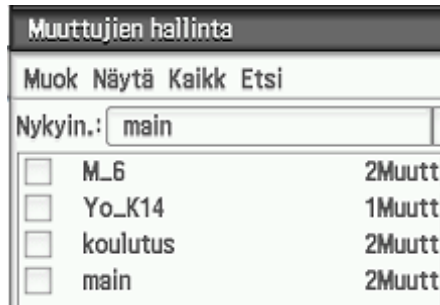 Muuttujien hallinta
Muok Näytä Kaikk Etsi
Nykyin.: main
M_6 2Muutt
Yo_K14 1Muutt
koulutus 2Muutt
main 2Muutt